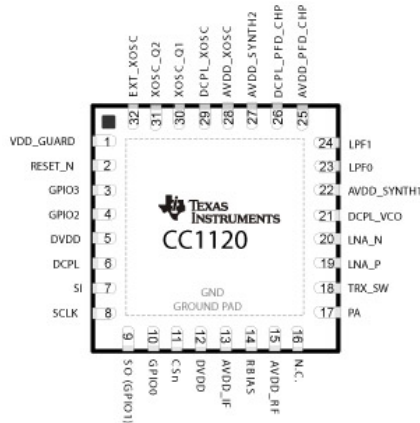 EXT_XOSC
XOSC_Q2
XOSC_Q1
DCPL_XOSC
AVDD_XOSC
AVDD_SYNTH2
DCPL_PFD_CHP
AVDD_PFD_CHP
32 31 30 29 28 27 26 25
VDD_GUARD 1
RESET_N 2
GPIO3 3
GPIO2 4
DVDD 5
DCPL 6
SI 7
SCLK 8
TEXAS
INSTRUMENTS
CC1120
GND
GROUND PAD
24 LPF1
23 LPF0
22 AVDD_SYNTH1
21 DCPL_VCO
20 LNA_N
19 LNA_P
18 TRX_SW
17 PA
9 10 11 12 13 14 15 16
SO (GPIO1)
GPIO0
CSn
DVDD
AVDD_IF
RBIAS
AVDD_RF
N.C.